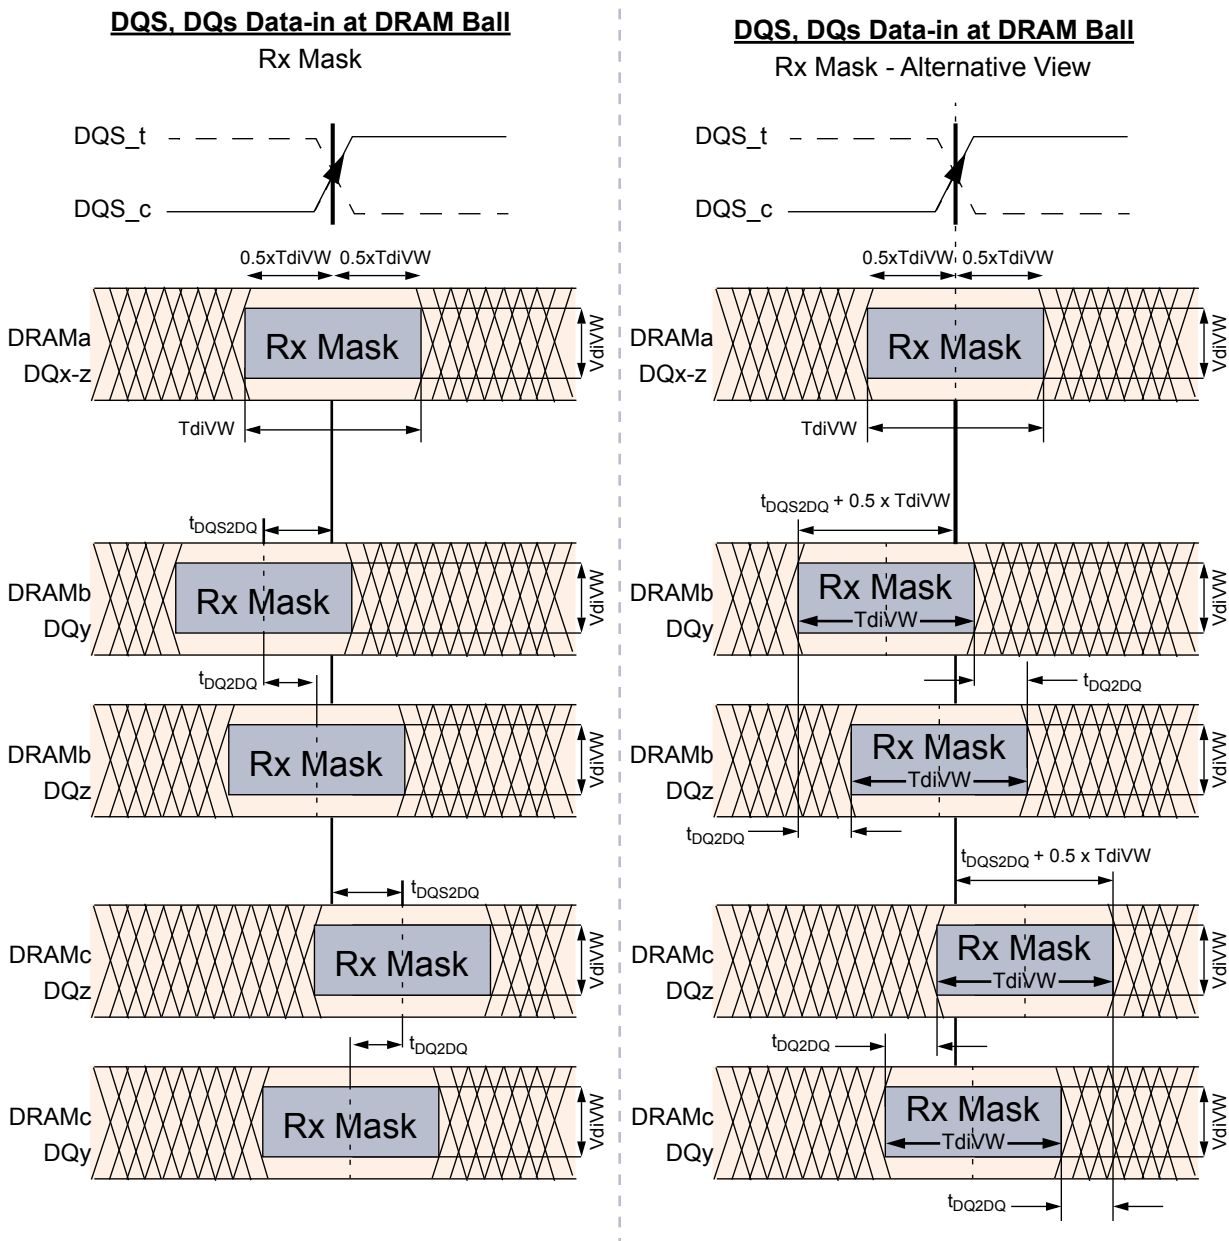 DQS, DQs Data-in at DRAM Ball
Rx Mask
DQS_t
DQS_c
0.5xTdiVW 0.5xTdiVW
DRAMa
DQx-z
Rx Mask
VdiVW
TdiVW
tDQS2DQ
DRAMb
DQy
Rx Mask
VdiVW
tDQ2DQ
DRAMb
DQz
Rx Mask
VdiVW
tDQS2DQ
DRAMc
DQz
Rx Mask
VdiVW
tDQ2DQ
DRAMc
DQy
Rx Mask
VdiVW
DQS, DQs Data-in at DRAM Ball
Rx Mask - Alternative View
DQS_t
DQS_c
0.5xTdiVW 0.5xTdiVW
DRAMa
DQx-z
Rx Mask
VdiVW
TdiVW
tDQS2DQ + 0.5 x TdiVW
DRAMb
DQy
Rx Mask
TdiVW
VdiVW
tDQ2DQ
DRAMb
DQz
Rx Mask
TdiVW
VdiVW
tDQ2DQ
tDQS2DQ + 0.5 x TdiVW
DRAMc
DQz
Rx Mask
TdiVW
VdiVW
tDQ2DQ
DRAMc
DQy
Rx Mask
TdiVW
VdiVW
tDQ2DQ